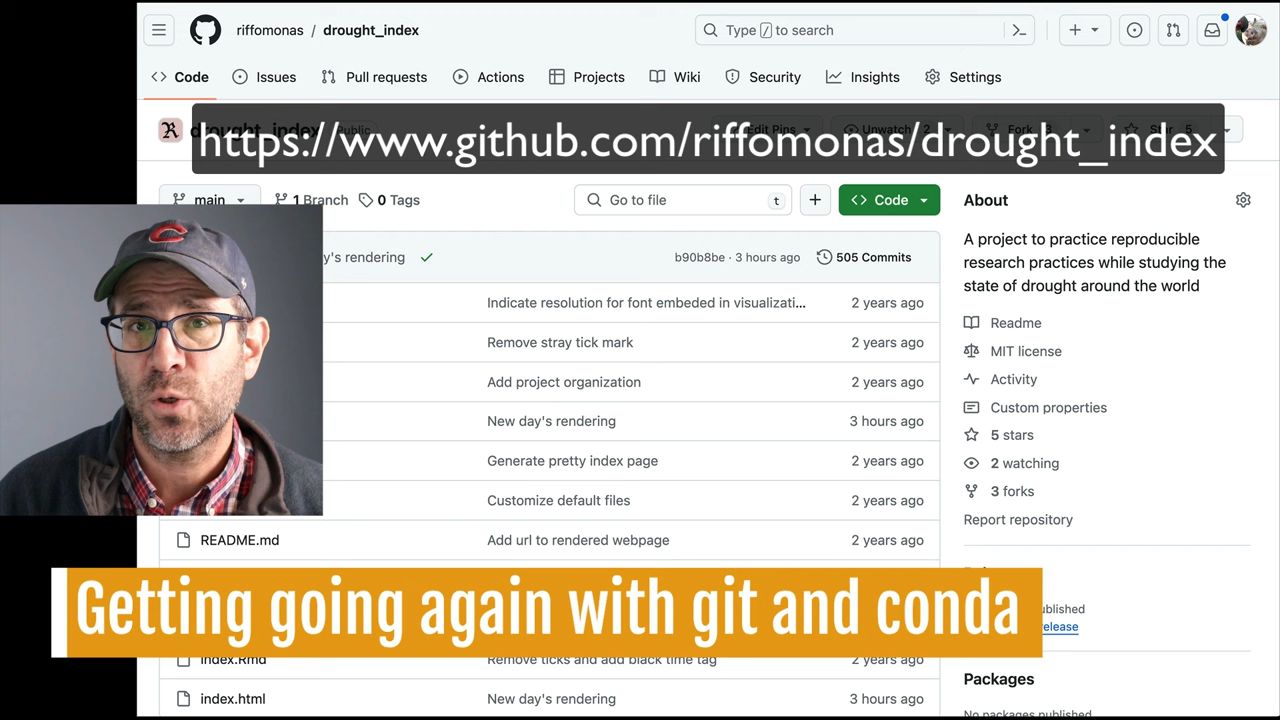 riffomonas / drought_index
Type / to search
Code Issues Pull requests Actions Projects Wiki Security Insights Settings
https://www.github.com/riffomonas/drought_index
main 1 Branch 0 Tags Go to file t Code
About
A project to practice reproducible
research practices while studying the
state of drought around the world
y's rendering b90b8be · 3 hours ago 505 Commits
Indicate resolution for font embeded in visualizati... 2 years ago
Remove stray tick mark 2 years ago
Add project organization 2 years ago
New day's rendering 3 hours ago
Generate pretty index page 2 years ago
Customize default files 2 years ago
README.md Add url to rendered webpage 2 years ago
Readme
MIT license
Activity
Custom properties
5 stars
2 watching
3 forks
Report repository
Getting going again with git and conda
ublished
elease
index.Rmd Remove ticks and add black time tag 2 years ago
index.html New day's rendering 3 hours ago
Packages
No packages published